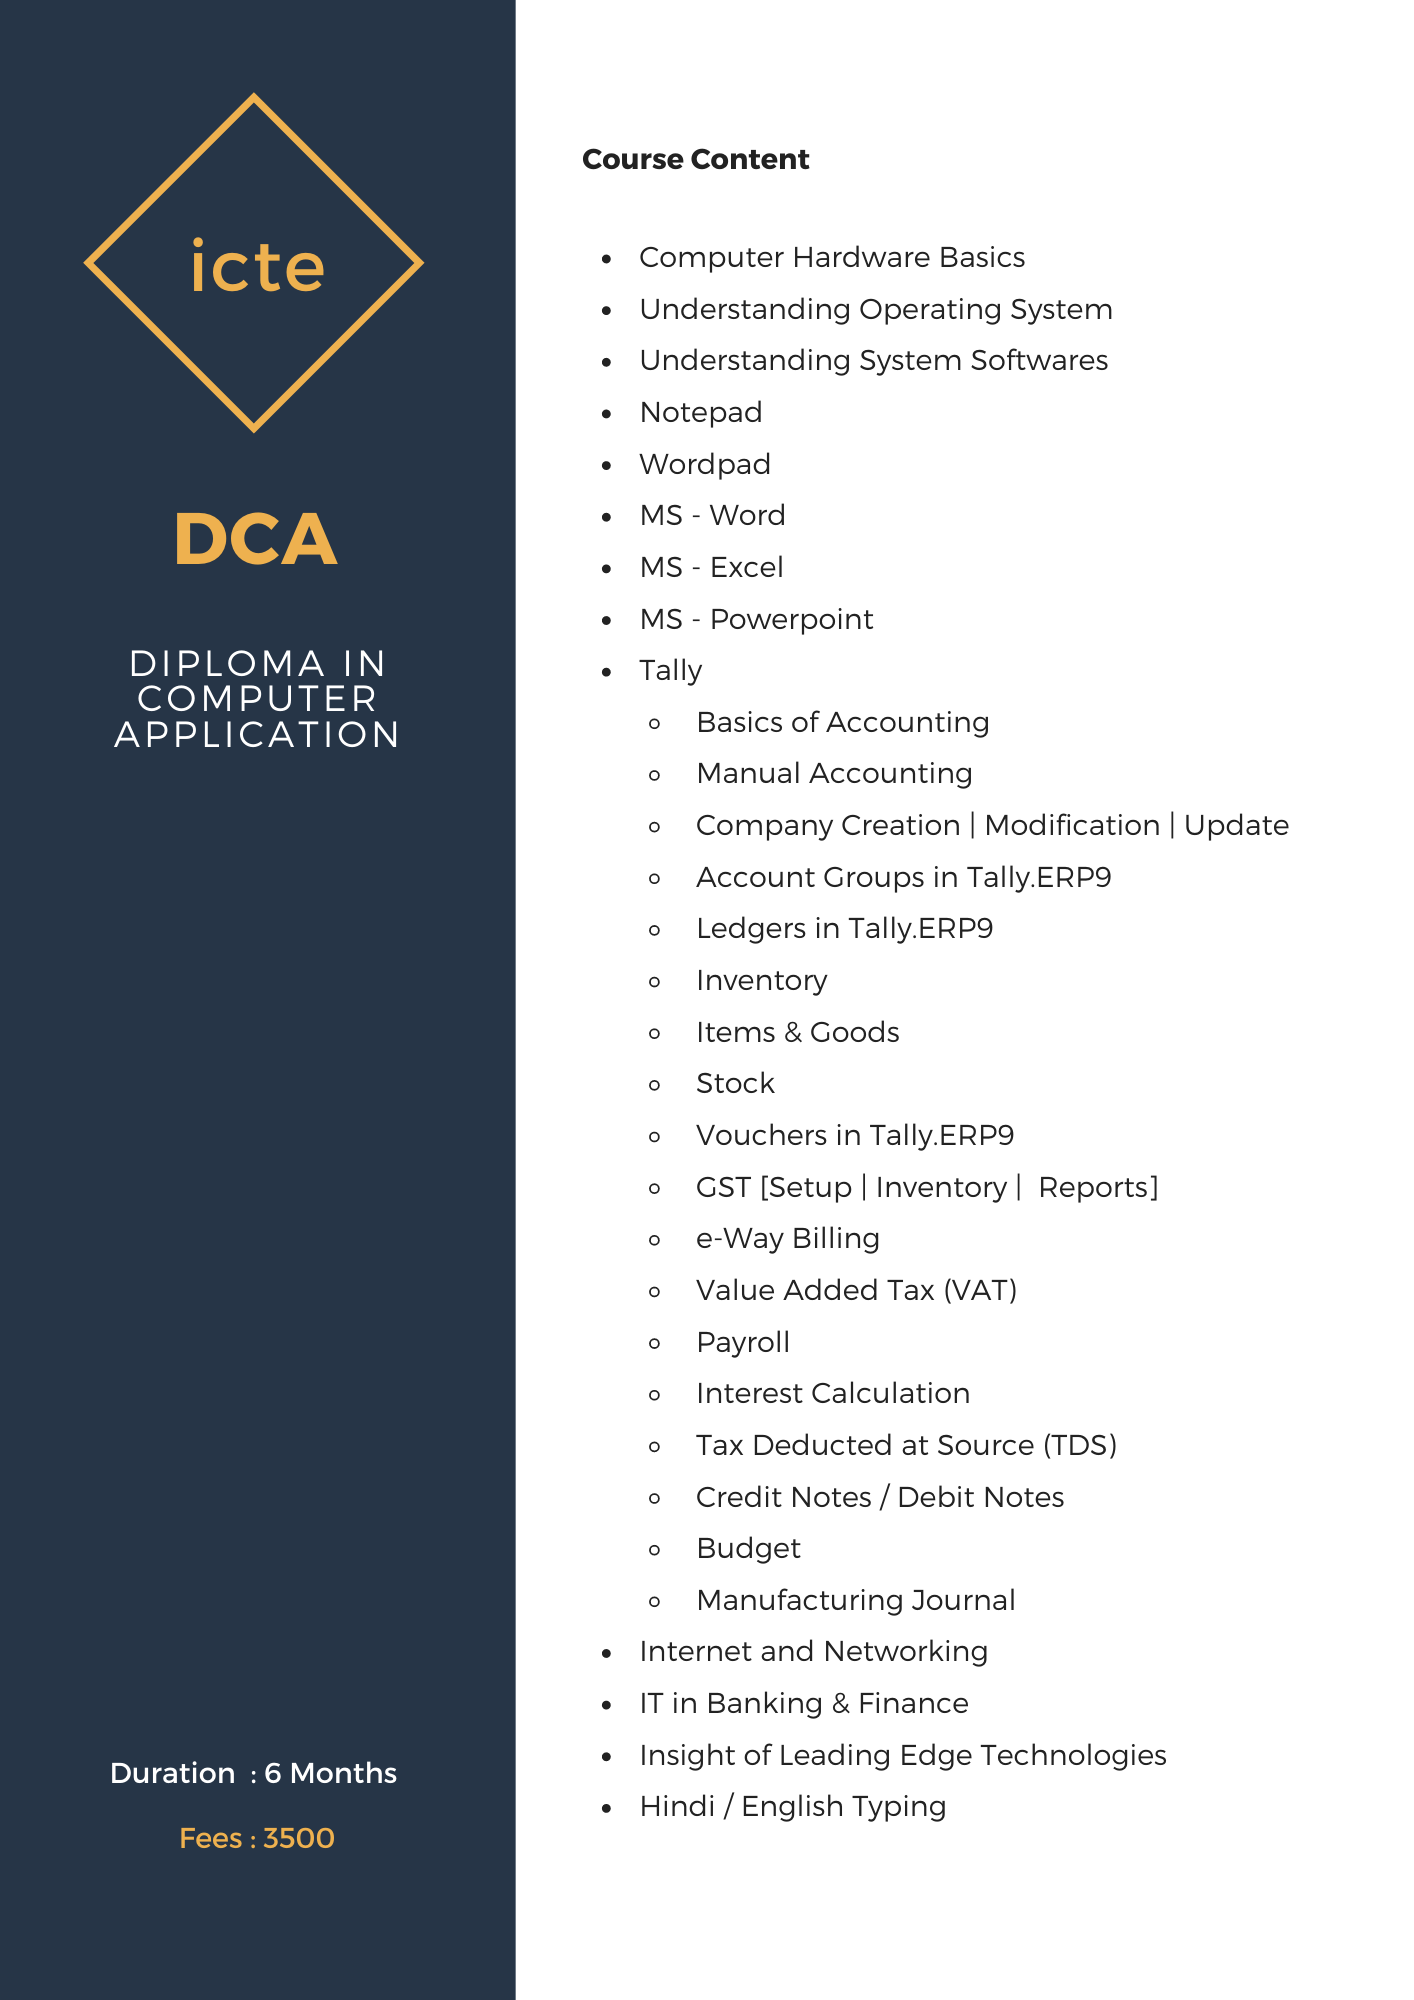 icte
DCA
DIPLOMA IN
COMPUTER
APPLICATION
Duration  : 6 Months
Fees : 3500
Course Content
Computer Hardware Basics
Understanding Operating System
Understanding System Softwares
Notepad
Wordpad
MS - Word
MS - Excel
MS - Powerpoint
Tally
Basics of Accounting
Manual Accounting
Company Creation | Modification | Update
Account Groups in Tally.ERP9
Ledgers in Tally.ERP9
Inventory
Items & Goods
Stock
Vouchers in Tally.ERP9
GST [Setup | Inventory |  Reports]
e-Way Billing
Value Added Tax (VAT)
Payroll
Interest Calculation
Tax Deducted at Source (TDS)
Credit Notes / Debit Notes
Budget
Manufacturing Journal
Internet and Networking
IT in Banking & Finance
Insight of Leading Edge Technologies
Hindi / English Typing